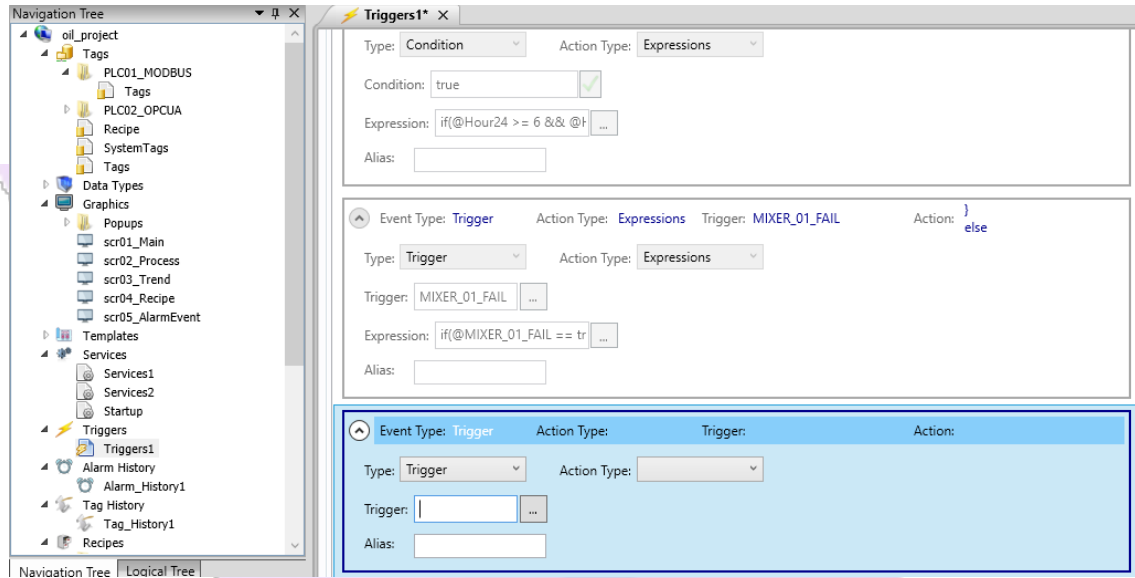 Navigation Tree
oil_project
Tags
PLC01_MODBUS
Tags
PLC02_OPCUA
Recipe
SystemTags
Tags
Data Types
Graphics
Popups
scr01_Main
scr02_Process
scr03_Trend
scr04_Recipe
scr05_AlarmEvent
Templates
Services
Services1
Services2
Startup
Triggers
Triggers1
Alarm History
Alarm_History1
Tag History
Tag_History1
Recipes
Navigation Tree Logical Tree
Triggers1* X
Type: Condition Action Type: Expressions
Condition: true
Expression: if(@Hour24 >= 6 && @H ...
Alias:
Event Type: Trigger Action Type: Expressions Trigger: MIXER_01_FAIL Action: }
else
Type: Trigger Action Type: Expressions
Trigger: MIXER_01_FAIL ...
Expression: if(@MIXER_01_FAIL == tr ...
Alias:
Event Type: Trigger Action Type: Trigger: Action:
Type: Trigger Action Type:
Trigger: ...
Alias: